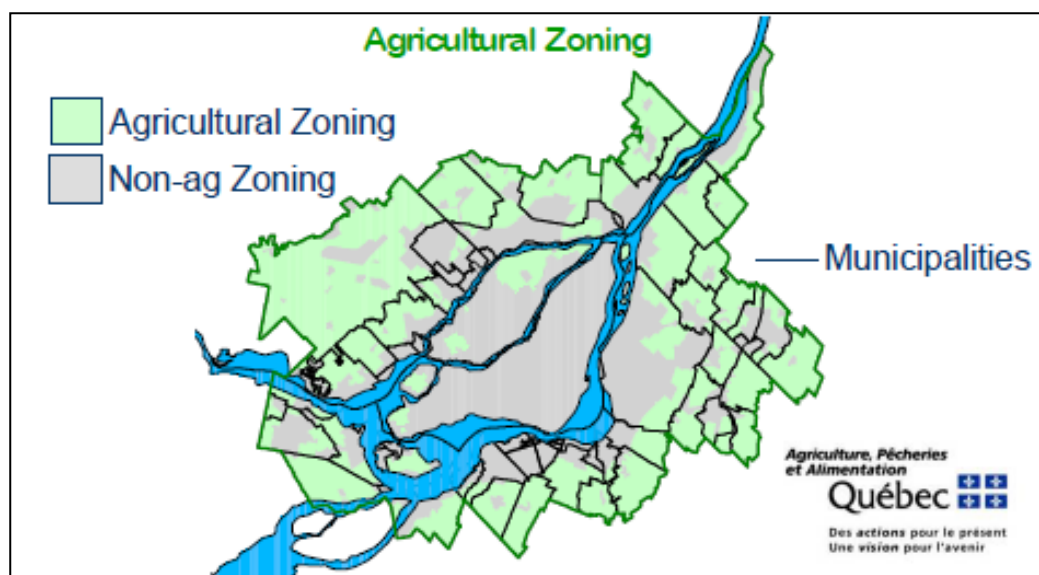 Agricultural Zoning
Agricultural Zoning
Non-ag Zoning
Municipalities
Agriculture, Pêcheries
et Alimentation
Québec
Des actions pour le présent
Une vision pour l'avenir